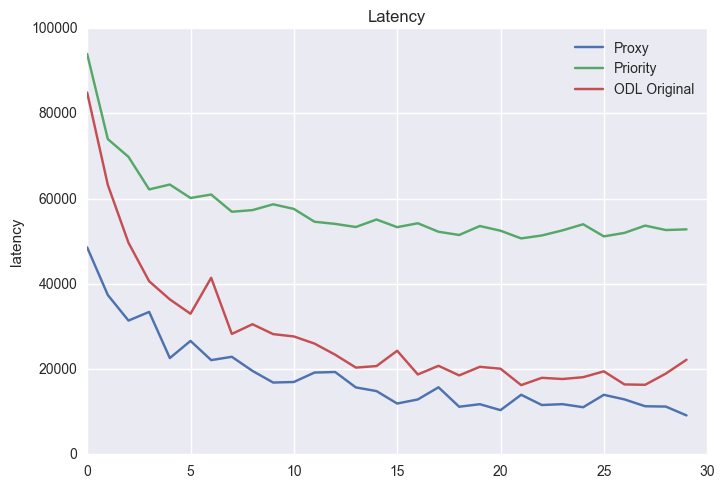 Latency
100000
80000
60000
40000
20000
0
latency
Proxy
Priority
ODL Original
0 5 10 15 20 25 30